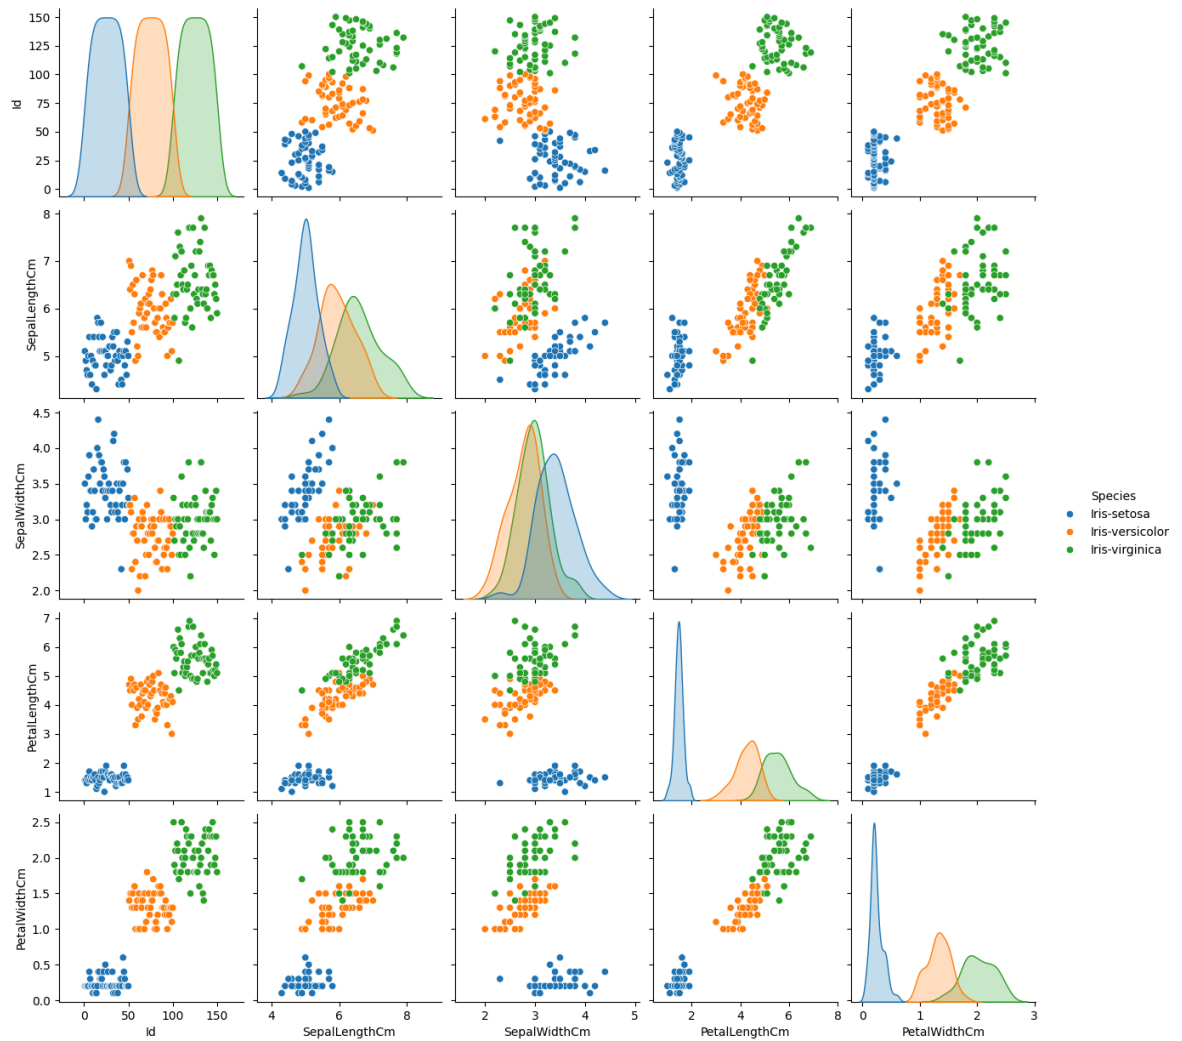 150
125
100
75
50
25
0
Id
8
7
6
5
SepalLengthCm
4.5
4.0
3.5
3.0
2.5
2.0
SepalWidthCm
Species
Iris-setosa
Iris-versicolor
Iris-virginica
7
6
5
4
3
2
1
PetalLengthCm
2.5
2.0
1.5
1.0
0.5
0.0
PetalWidthCm
0 50 100 150
4 6 8
2 3 4 5
2 4 6 8
0 1 2 3
Id SepalLengthCm SepalWidthCm PetalLengthCm PetalWidthCm